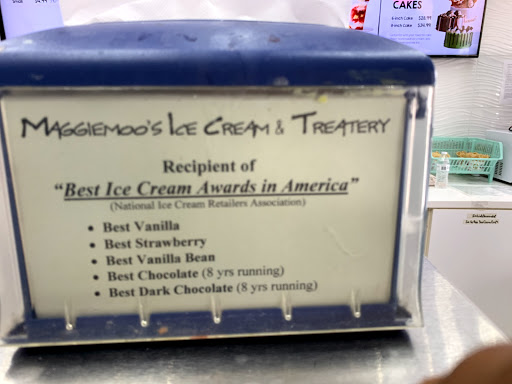 MAGGIEMOO'S ICE CREAM & TREATERY
Recipient of
"Best Ice Cream Awards in America"
(National Ice Cream Retailers Association)
• Best Vanilla
• Best Strawberry
• Best Vanilla Bean
• Best Chocolate (8 yrs running)
• Best Dark Chocolate (8 yrs running)
CAKES